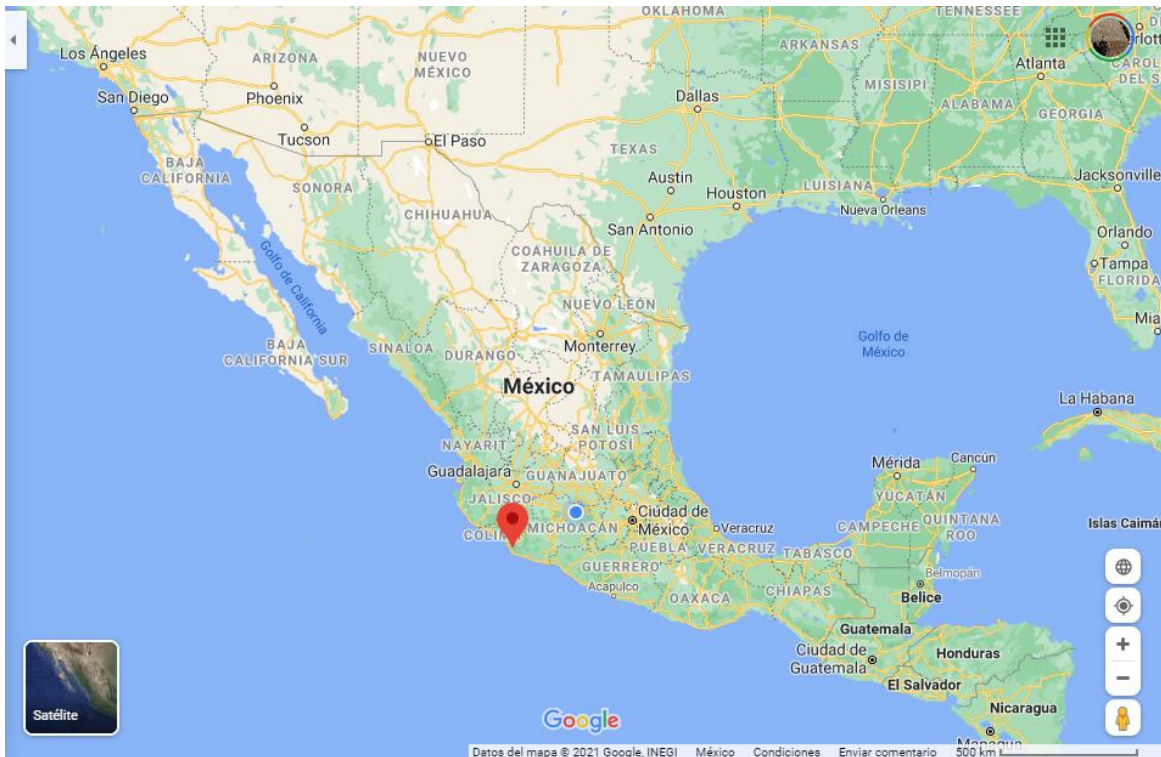 OKLAHOMA
TENNESSEE
Los Ángeles
ARIZONA
NUEVO
MÉXICO
ARKANSAS
Atlanta
San Diego
Phoenix
Dallas
MISISIPI
ALABAMA
GEORGIA
Tucson
El Paso
TEXAS
BAJA
CALIFORNIA
SONORA
Austin
Houston
LUISIANA
Jacksonville
CHIHUAHUA
Nueva Orleans
San Antonio
Orlando
Golfo de California
COAHUILA DE
ZARAGOZA
Tampa
FLORIDA
NUEVO LEÓN
Mia
BAJA
CALIFORNIA SUR
SINALOA
DURANGO
Monterrey
Golfo de
México
México
TAMAULIPAS
La Habana
NAYARIT
SAN LUIS
POTOSÍ
Guadalajara
GUANAJUATO
Mérida
Cancún
JALISCO
YUCATÁN
COLIMA
MICHOACÁN
Ciudad de
México
Veracruz
CAMPECHE
QUINTANA
ROO
Islas Caimán
PUEBLA
VERACRUZ
TABASCO
GUERRERO
Acapulco
OAXACA
CHIAPAS
Belmopán
Belice
Guatemala
Ciudad de
Guatemala
Honduras
El Salvador
Nicaragua
Managua
Satélite
Google
Datos del mapa © 2021 Google, INEGI México Condiciones Enviar comentario 500 km